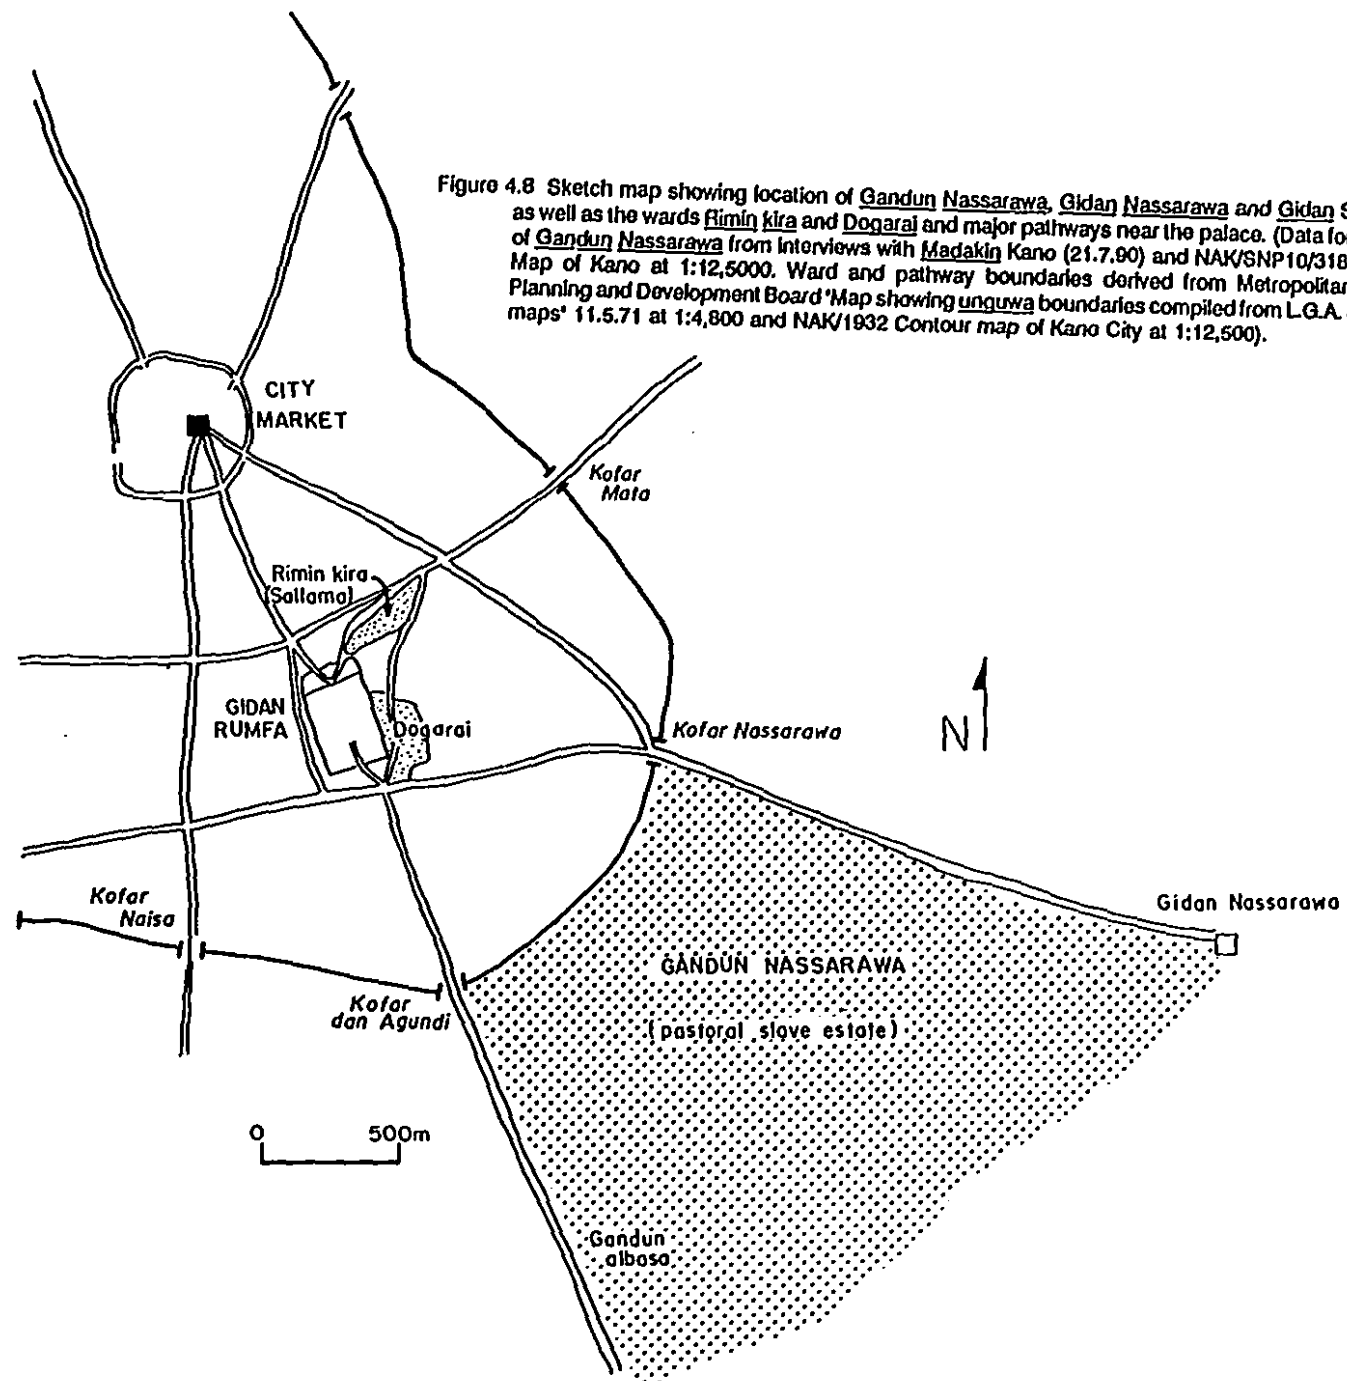 Figure 4.8 Sketch map showing location of Gandun Nassarawa, Gidan Nassarawa and Gidan S
as well as the wards Rimin kira and Dogarai and major pathways near the palace. (Data fo
of Gandun Nassarawa from interviews with Madakin Kano (21.7.90) and NAK/SNP10/318
Map of Kano at 1:12,5000. Ward and pathway boundaries derived from Metropolitan
Planning and Development Board 'Map showing unguwa boundaries compiled from L.G.A.
maps' 11.5.71 at 1:4,800 and NAK/1932 Contour map of Kano City at 1:12,500).
CITY
MARKET
Kofar
Mata
Rimin kira
(Sallama)
GIDAN
RUMFA
Dogarai
Kofar Nassarawa
N
Kofar
Naisa
Gidan Nassarawa
GANDUN NASSARAWA
(pastoral slave estate)
Kofar
dan Agundi
0 500m
Gandun
albasa